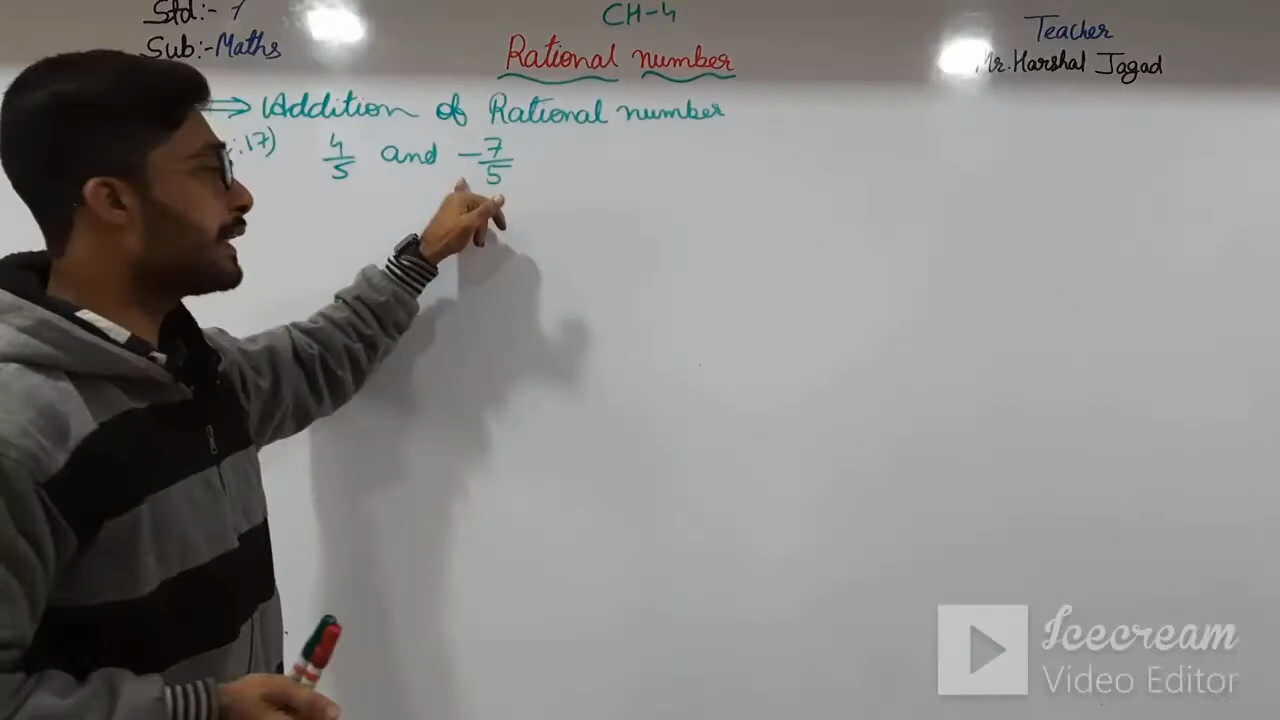 Std:- 7
Sub:-Maths
CH-4
Rational number
Teacher
Mr. Harshal Jagad
⟹ Addition of Rational number
:17) 4/5 and -7/5
Icecream
Video Editor